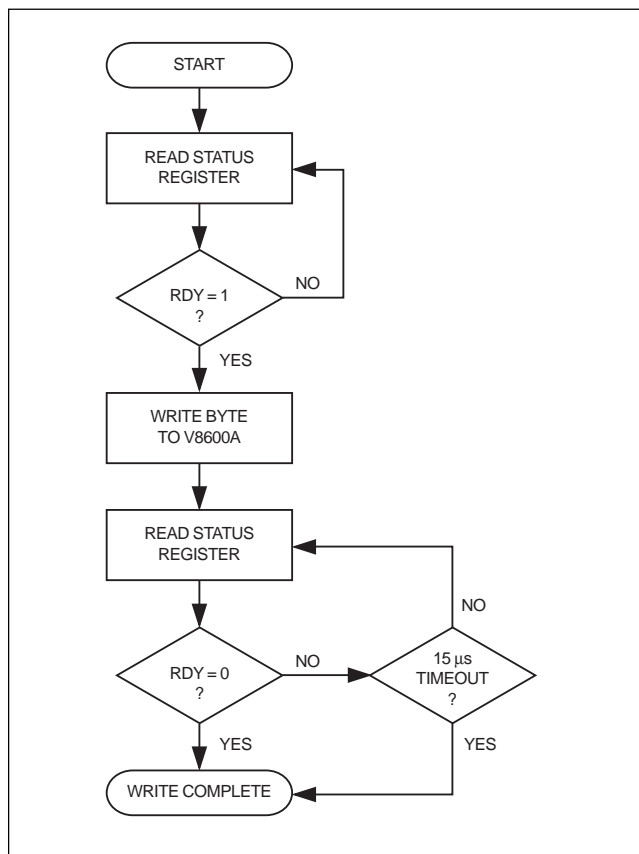 START
READ STATUS
REGISTER
RDY = 1
?
NO
YES
WRITE BYTE
TO V8600A
READ STATUS
REGISTER
RDY = 0
?
NO
15 µs
TIMEOUT
?
NO
YES
YES
WRITE COMPLETE